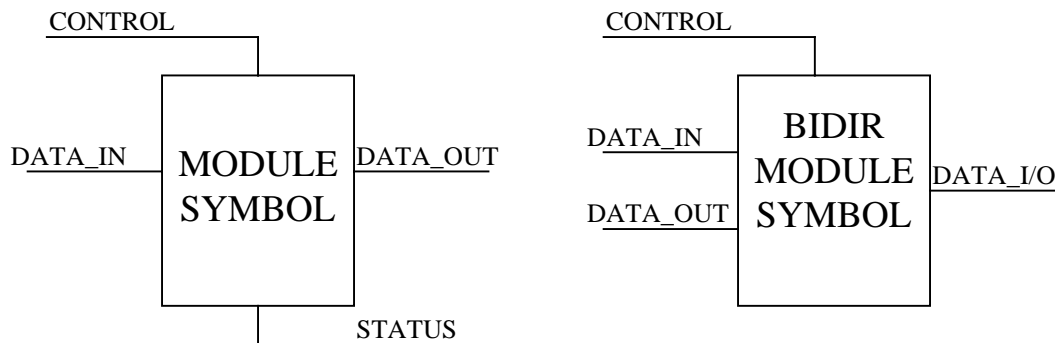 CONTROL
DATA_IN
MODULE
SYMBOL
DATA_OUT
STATUS
CONTROL
DATA_IN
DATA_OUT
BIDIR
MODULE
SYMBOL
DATA_I/O